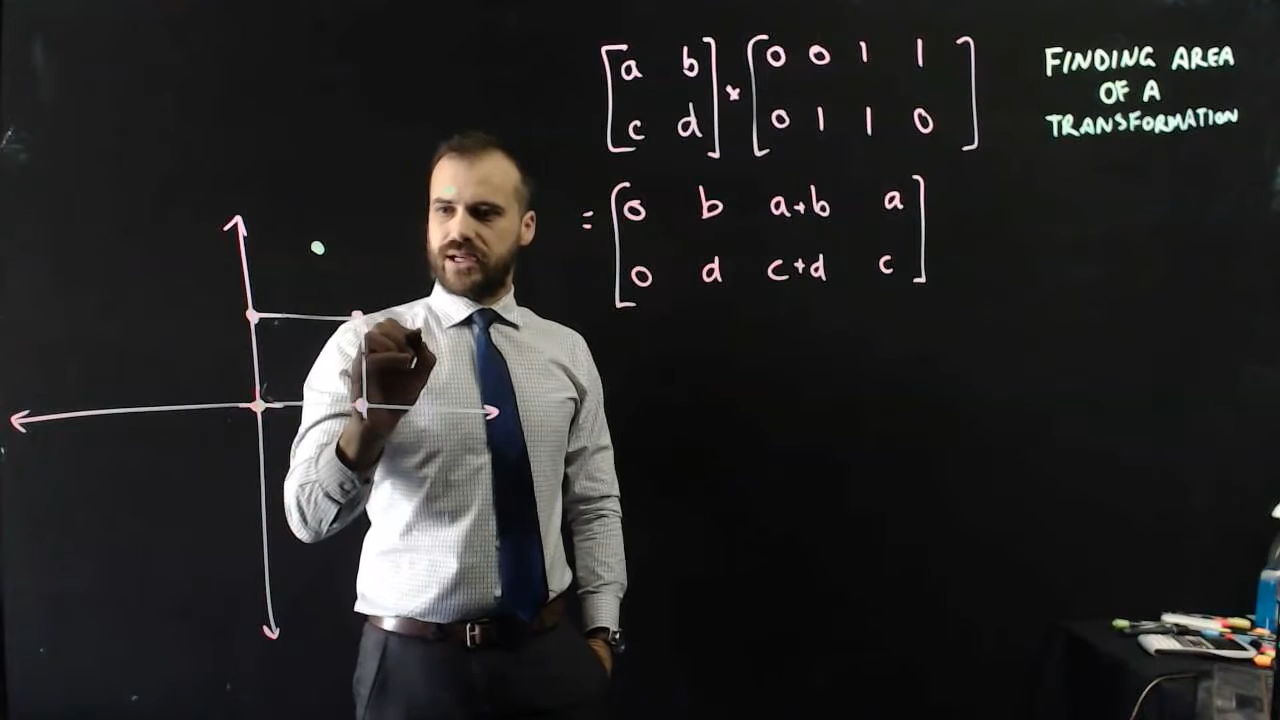 [a b] × [0 0 1 1]
[c d] [0 1 1 0]
= [0 b a+b a]
[0 d c+d c]
FINDING AREA
OF A
TRANSFORMATION